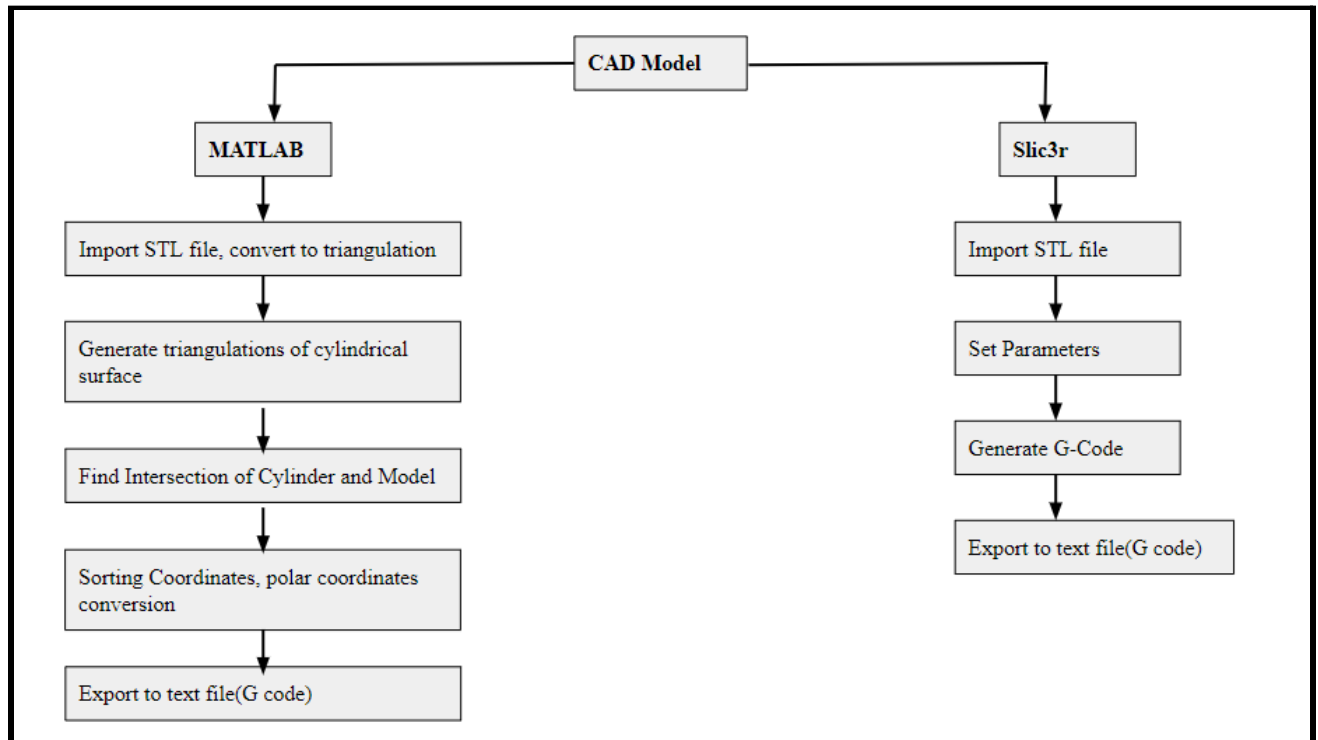 CAD Model
MATLAB
Import STL file, convert to triangulation
Generate triangulations of cylindrical
surface
Find Intersection of Cylinder and Model
Sorting Coordinates, polar coordinates
conversion
Export to text file(G code)
Slic3r
Import STL file
Set Parameters
Generate G-Code
Export to text file(G code)